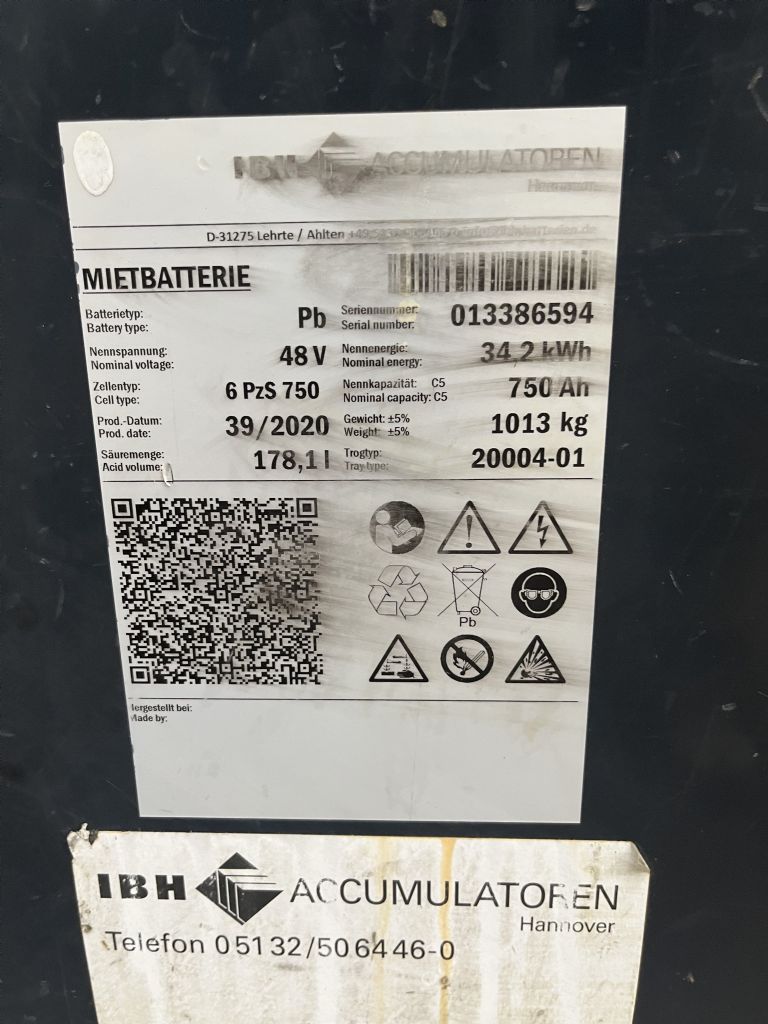 IBH ACCUMULATOREN
Hannover
D-31275 Lehrte / Ahlten
MIETBATTERIE
Batterietyp:
Battery type:
Pb
Seriennummer:
Serial number:
013386594
Nennspannung:
Nominal voltage:
48 V
Nennenergie:
Nominal energy:
34,2 kWh
Zellentyp:
Cell type:
6 PzS 750
Nennkapazität: C5
Nominal capacity: C5
750 Ah
Prod.-Datum:
Prod. date:
39/2020
Gewicht: ±5%
Weight: ±5%
1013 kg
Säuremenge:
Acid volume:
178,1 l
Trogtyp:
Tray type:
20004-01
Pb
Hergestellt bei:
Made by:
IBH ACCUMULATOREN
Hannover
Telefon 05132/506446-0